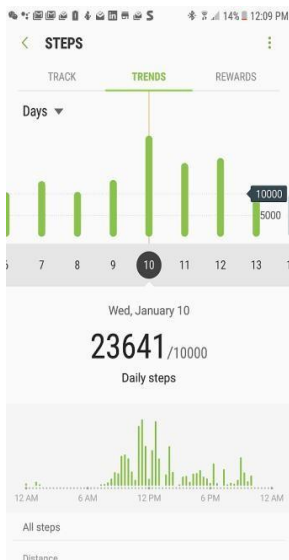 14% 12:09 PM
STEPS
TRACK TRENDS REWARDS
Days
10000
5000
7 8 9 10 11 12 13
Wed, January 10
23641/10000
Daily steps
12 AM 6 AM 12 PM 6 PM 12 AM
All steps
Distance